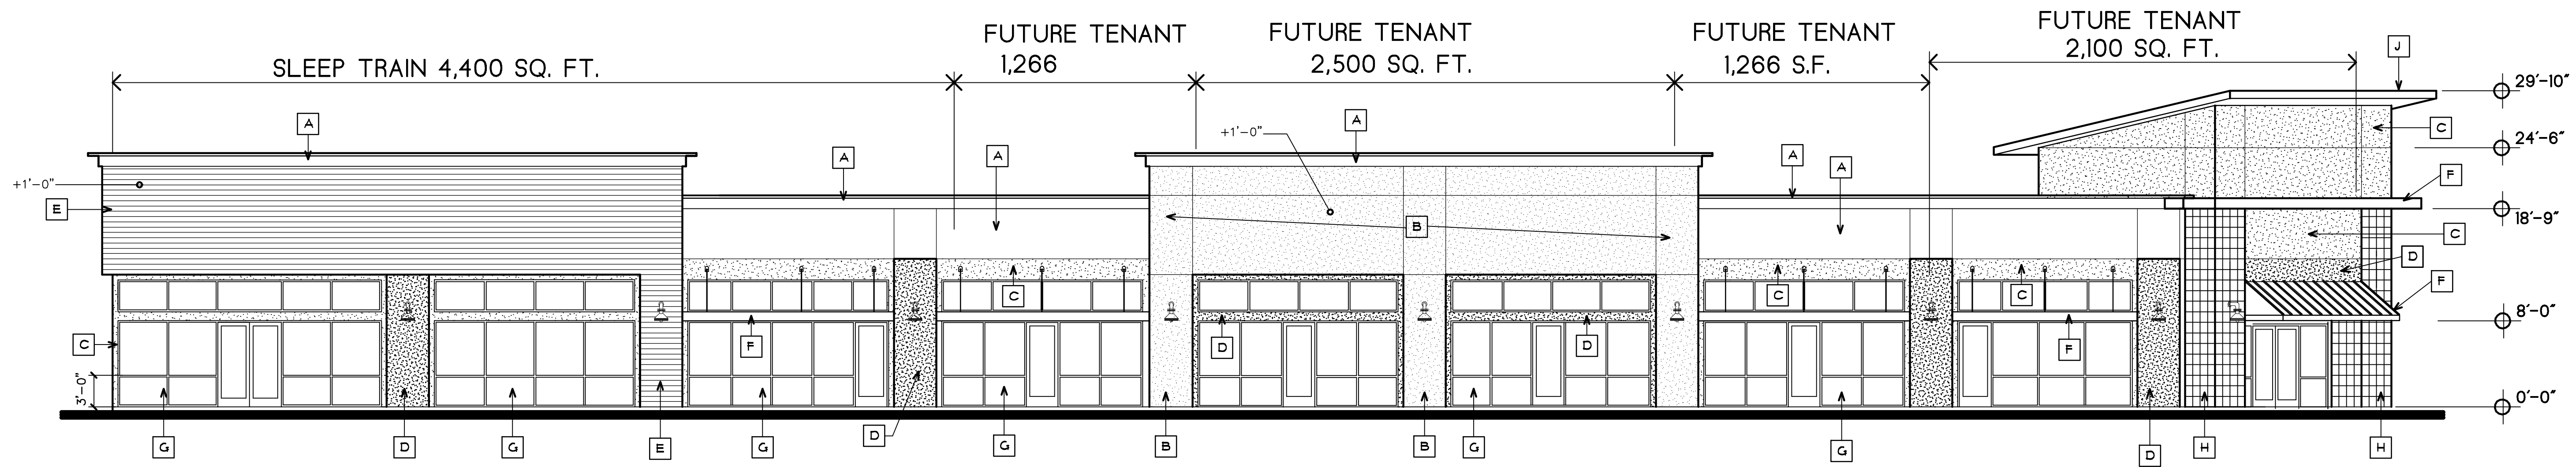 SLEEP TRAIN 4,400 SQ. FT.
FUTURE TENANT
1,266
FUTURE TENANT
2,500 SQ. FT.
FUTURE TENANT
1,266 S.F.
FUTURE TENANT
2,100 SQ. FT.
J
29'-10"
A
A
+1'-0"
C
24'-6"
A
A
A
A
F
+1'-0"
E
18'-9"
B
C
D
C
C
C
F
8'-0"
C
F
D
D
F
3'-0"
D
0'-0"
G
D
G
E
G
G
B
B
G
G
D
H
H